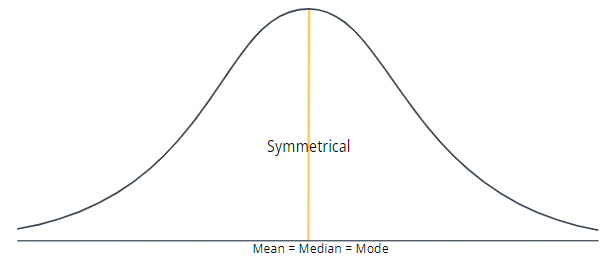 Symmetrical
Mean = Median = Mode